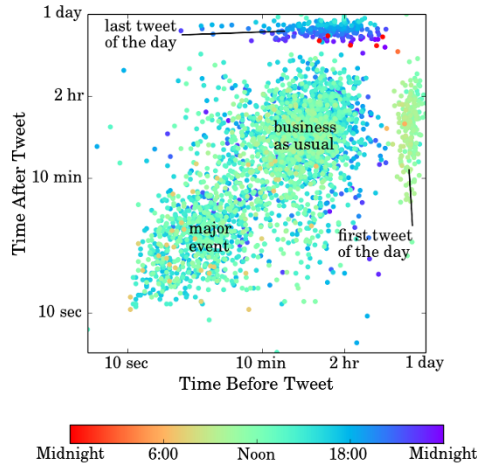 1 day
last tweet
of the day
2 hr
business
as usual
10 min
Time After Tweet
major
event
first tweet
of the day
10 sec
10 sec
10 min
2 hr
1 day
Time Before Tweet
Midnight
6:00
Noon
18:00
Midnight